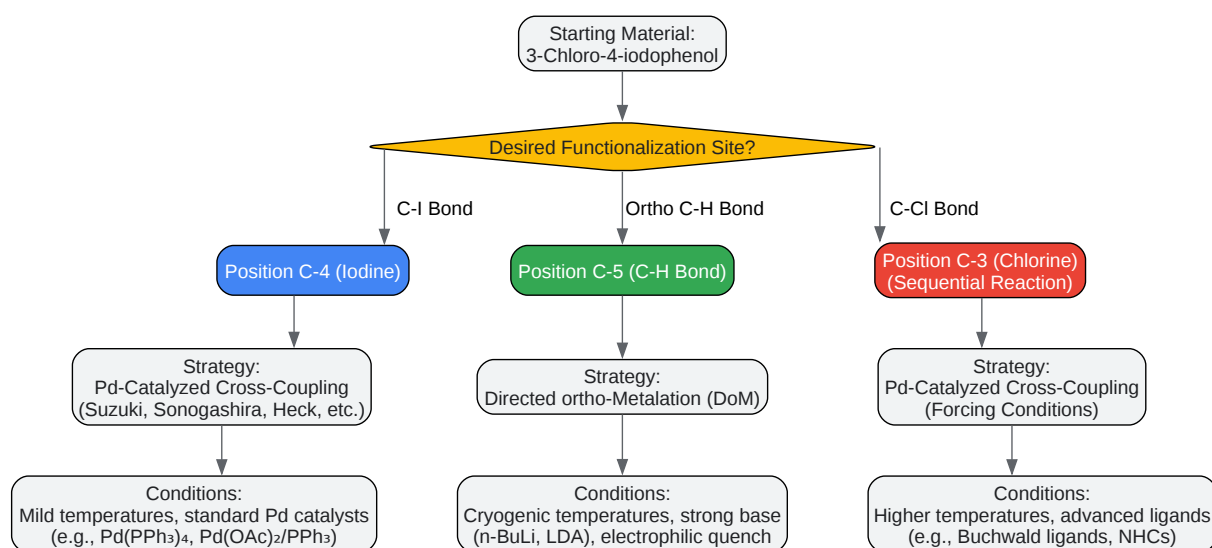 Starting Material:
3-Chloro-4-iodophenol
Desired Functionalization Site?
C-I Bond
Ortho C-H Bond
C-Cl Bond
Position C-4 (Iodine)
Position C-5 (C-H Bond)
Position C-3 (Chlorine)
(Sequential Reaction)
Strategy:
Pd-Catalyzed Cross-Coupling
(Suzuki, Sonogashira, Heck, etc.)
Strategy:
Directed ortho-Metalation (DoM)
Strategy:
Pd-Catalyzed Cross-Coupling
(Forcing Conditions)
Conditions:
Mild temperatures, standard Pd catalysts
(e.g., Pd(PPh₃)₄, Pd(OAc)₂/PPh₃)
Conditions:
Cryogenic temperatures, strong base
(n-BuLi, LDA), electrophilic quench
Conditions:
Higher temperatures, advanced ligands
(e.g., Buchwald ligands, NHCs)